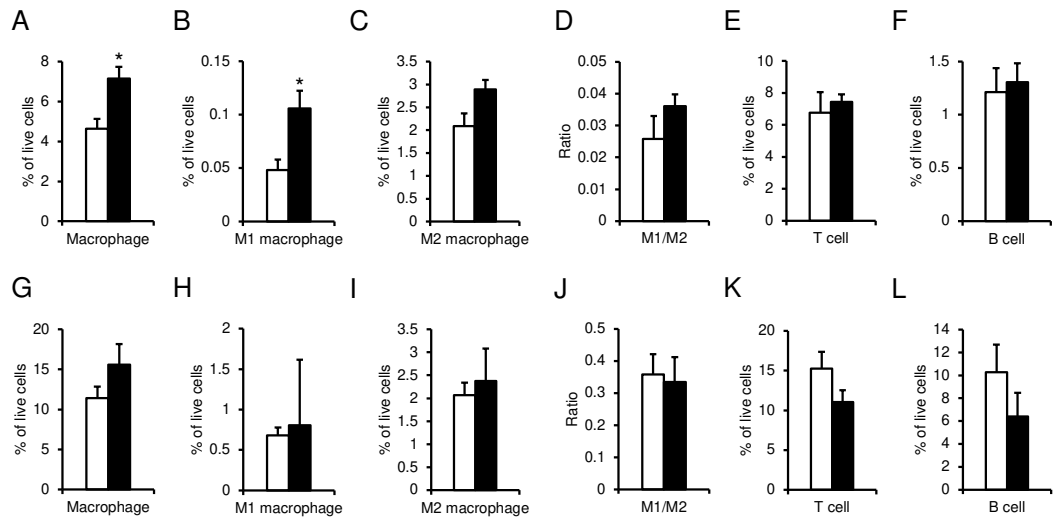 A
B
C
D
E
F
% of live cells
8
6
4
2
0
*
Macrophage
% of live cells
0.15
0.1
0.05
0
*
M1 macrophage
% of live cells
3.5
3
2.5
2
1.5
1
0.5
0
M2 macrophage
Ratio
0.05
0.04
0.03
0.02
0.01
0
M1/M2
% of live cells
10
8
6
4
2
0
T cell
% of live cells
1.5
1
0.5
0
B cell
G
H
I
J
K
L
% of live cells
20
15
10
5
0
Macrophage
% of live cells
2
1.5
1
0.5
0
M1 macrophage
% of live cells
3.5
3
2.5
2
1.5
1
0.5
0
M2 macrophage
Ratio
0.5
0.4
0.3
0.2
0.1
0
M1/M2
% of live cells
20
15
10
5
0
T cell
% of live cells
14
12
10
8
6
4
2
0
B cell